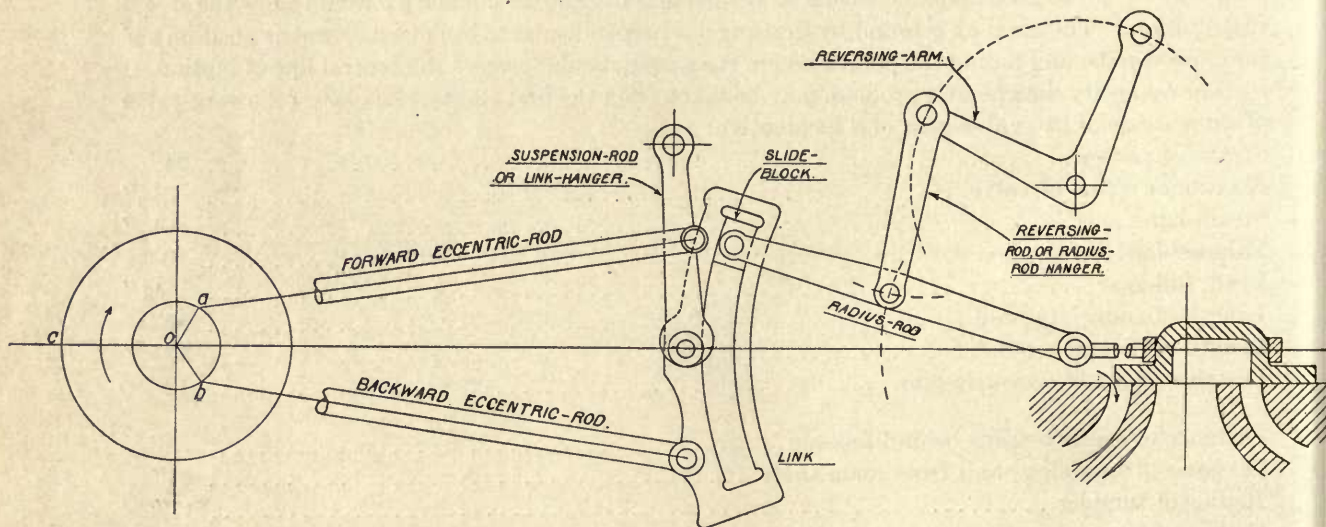 REVERSING-ARM.
SUSPENSION-ROD
OR LINK-HANGER.
SLIDE-
BLOCK.
FORWARD ECCENTRIC-ROD
REVERSING-
ROD, OR RADIUS-
ROD HANGER.
RADIUS-ROD
a
C
O
b
BACKWARD ECCENTRIC-ROD.
LINK